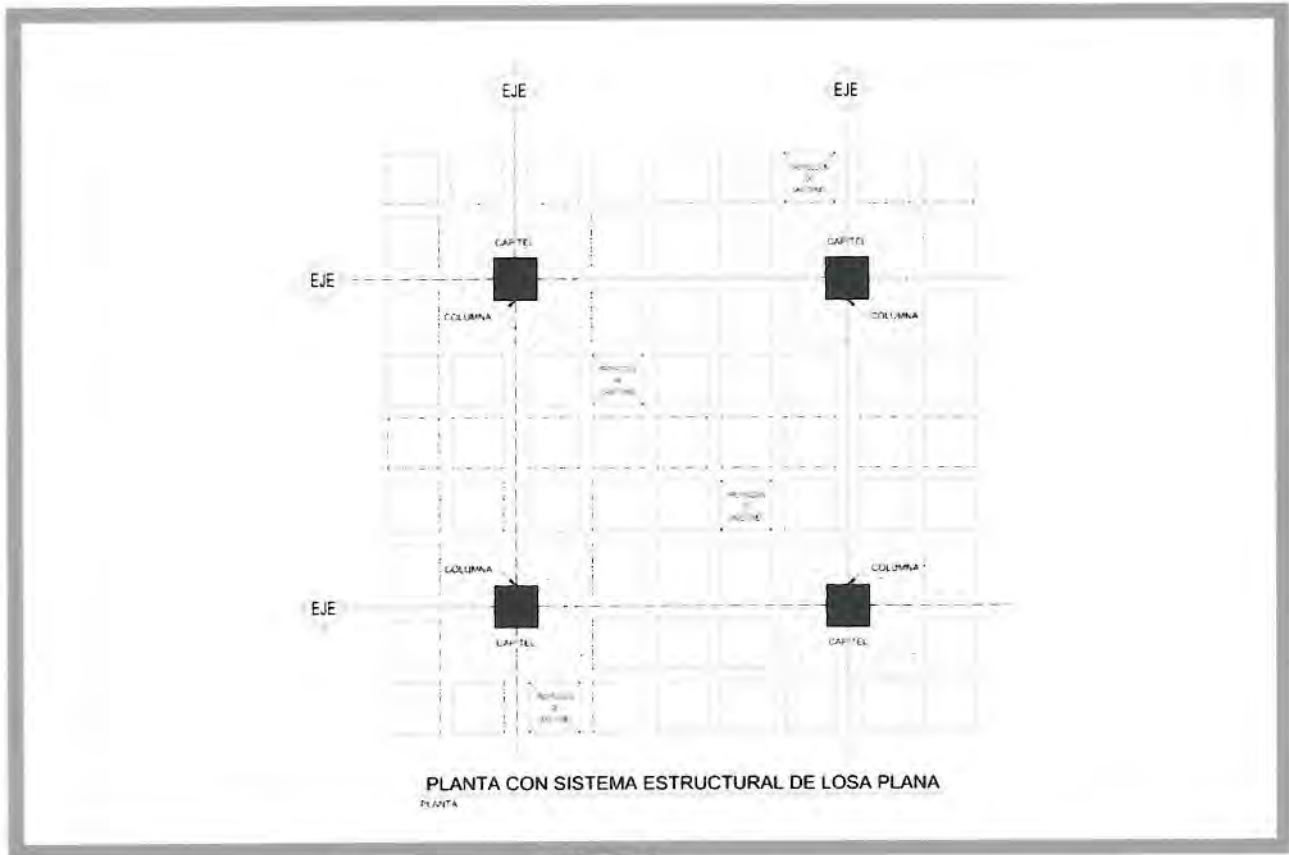 EJE EJE
CAPITEL CAPITEL
EJE
COLUMNA COLUMNA
COLUMNA COLUMNA
EJE
CAPITEL CAPITEL
PLANTA CON SISTEMA ESTRUCTURAL DE LOSA PLANA
PLANTA